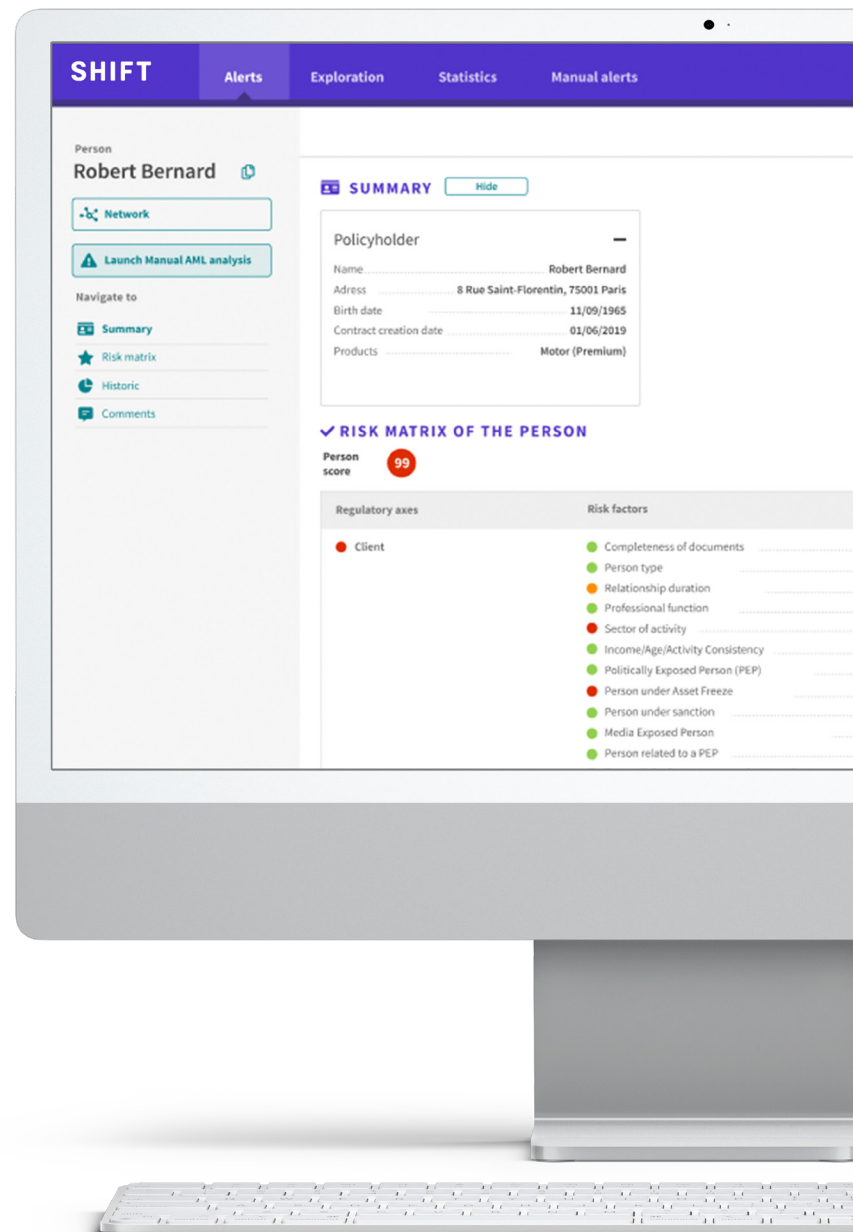 SHIFT
Alerts
Exploration
Statistics
Manual alerts
Person
Robert Bernard
Network
Launch Manual AML analysis
Navigate to
Summary
Risk matrix
Historic
Comments
SUMMARY
Hide
Policyholder
Name Robert Bernard
Adress 8 Rue Saint-Florentin, 75001 Paris
Birth date 11/09/1965
Contract creation date 01/06/2019
Products Motor (Premium)
RISK MATRIX OF THE PERSON
Person
score
99
Regulatory axes
Risk factors
Client
Completeness of documents
Person type
Relationship duration
Professional function
Sector of activity
Income/Age/Activity Consistency
Politically Exposed Person (PEP)
Person under Asset Freeze
Person under sanction
Media Exposed Person
Person related to a PEP